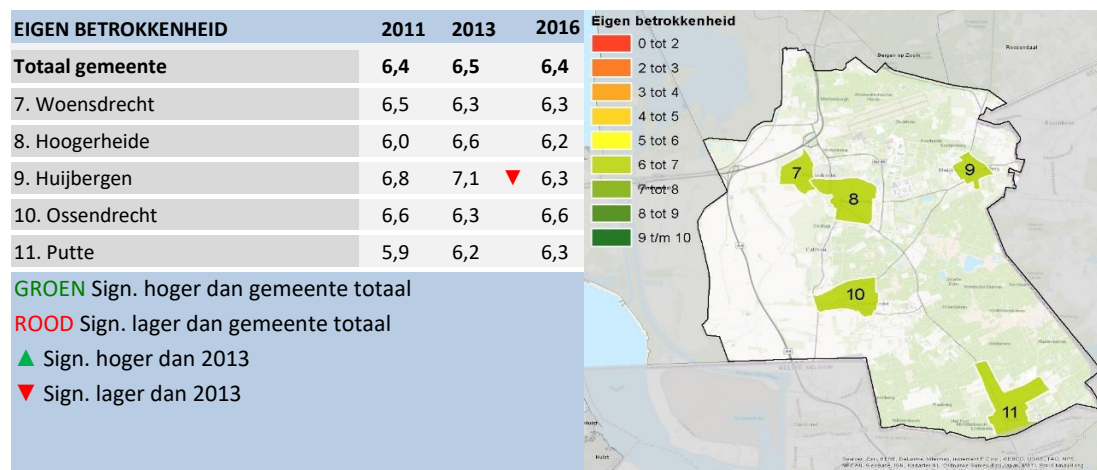 EIGEN BETROKKENHEID 2011 2013 2016
Totaal gemeente 6,4 6,5 6,4
7. Woensdrecht 6,5 6,3 6,3
8. Hoogerheide 6,0 6,6 6,2
9. Huijbergen 6,8 7,1 ▼ 6,3
10. Ossendrecht 6,6 6,3 6,6
11. Putte 5,9 6,2 6,3
GROEN Sign. hoger dan gemeente totaal
ROOD Sign. lager dan gemeente totaal
▲ Sign. hoger dan 2013
▼ Sign. lager dan 2013
Eigen betrokkenheid
0 tot 2
2 tot 3
3 tot 4
4 tot 5
5 tot 6
6 tot 7
7 tot 8
8 tot 9
9 t/m 10
Bergen op Zoom
Roosendaal
7
8
9
10
11
Hulst